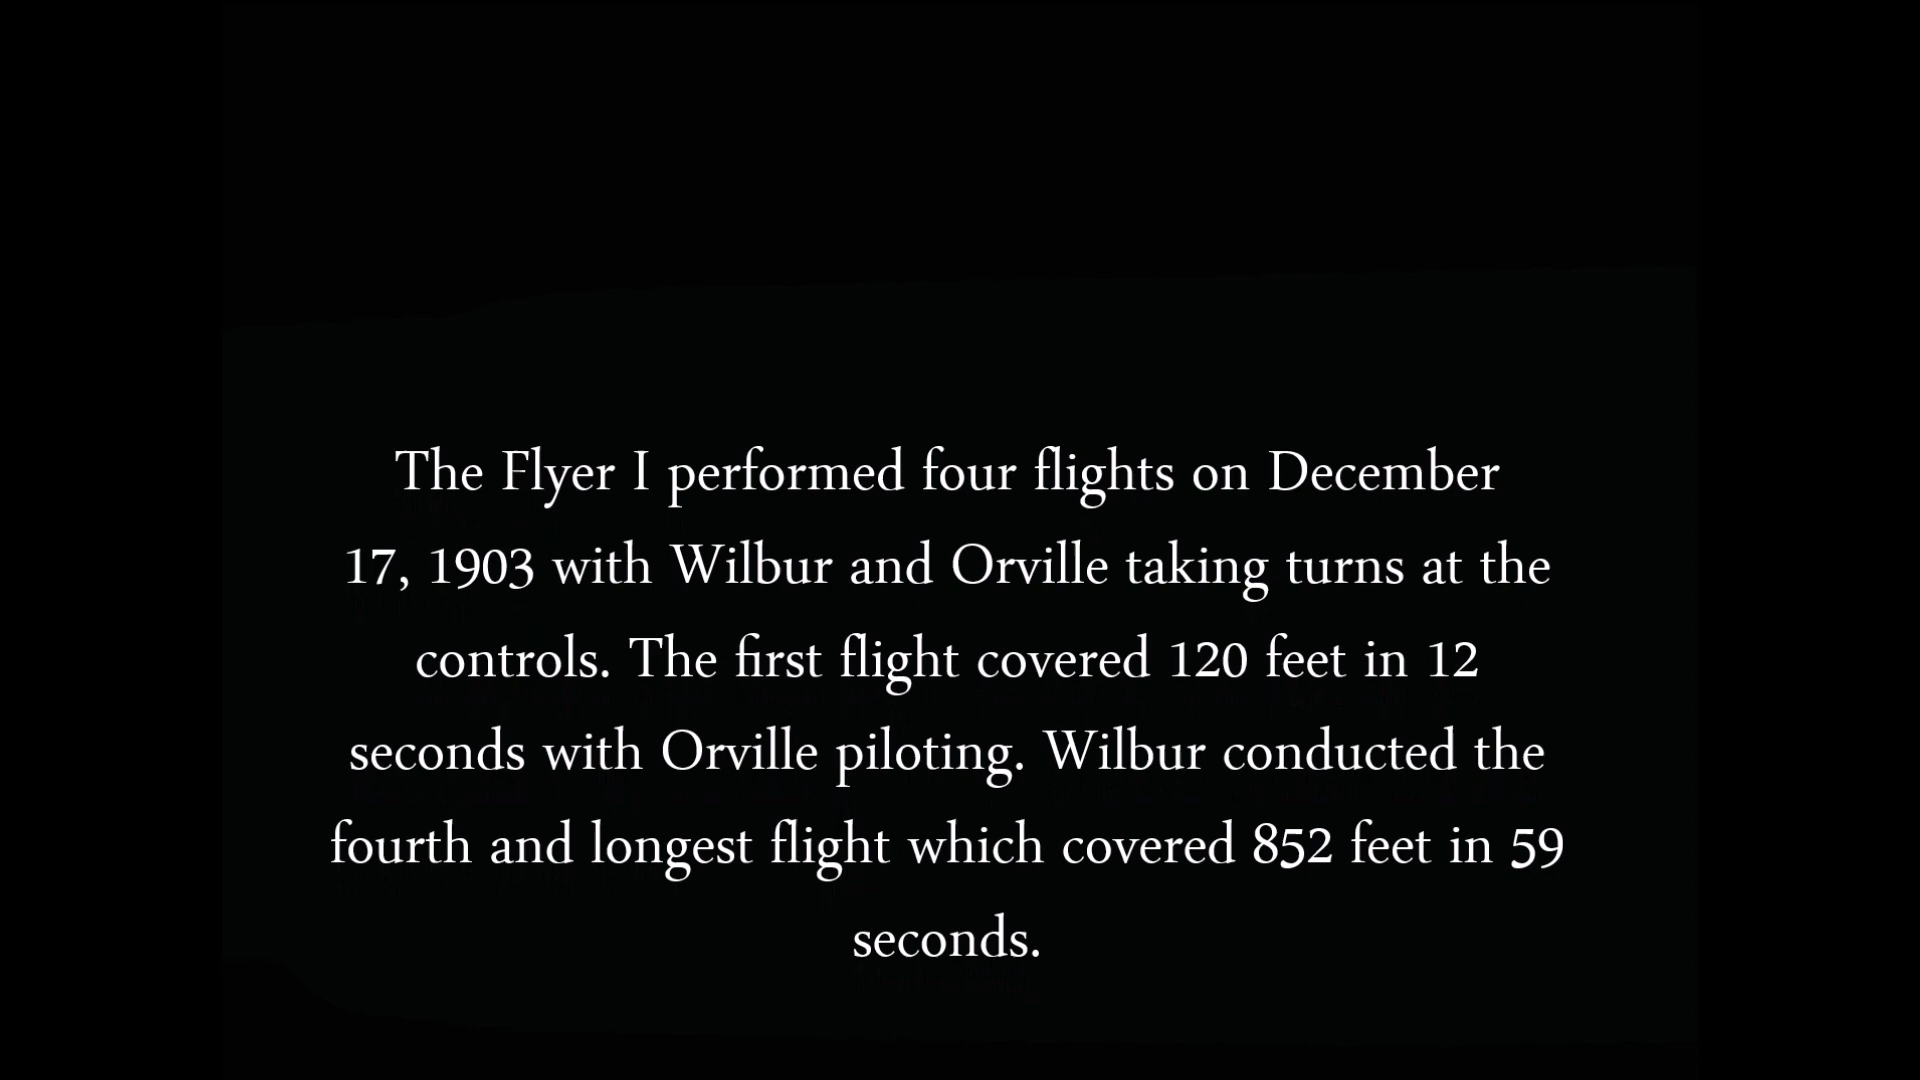 The Flyer I performed four flights on December
17, 1903 with Wilbur and Orville taking turns at the
controls. The first flight covered 120 feet in 12
seconds with Orville piloting. Wilbur conducted the
fourth and longest flight which covered 852 feet in 59
seconds.